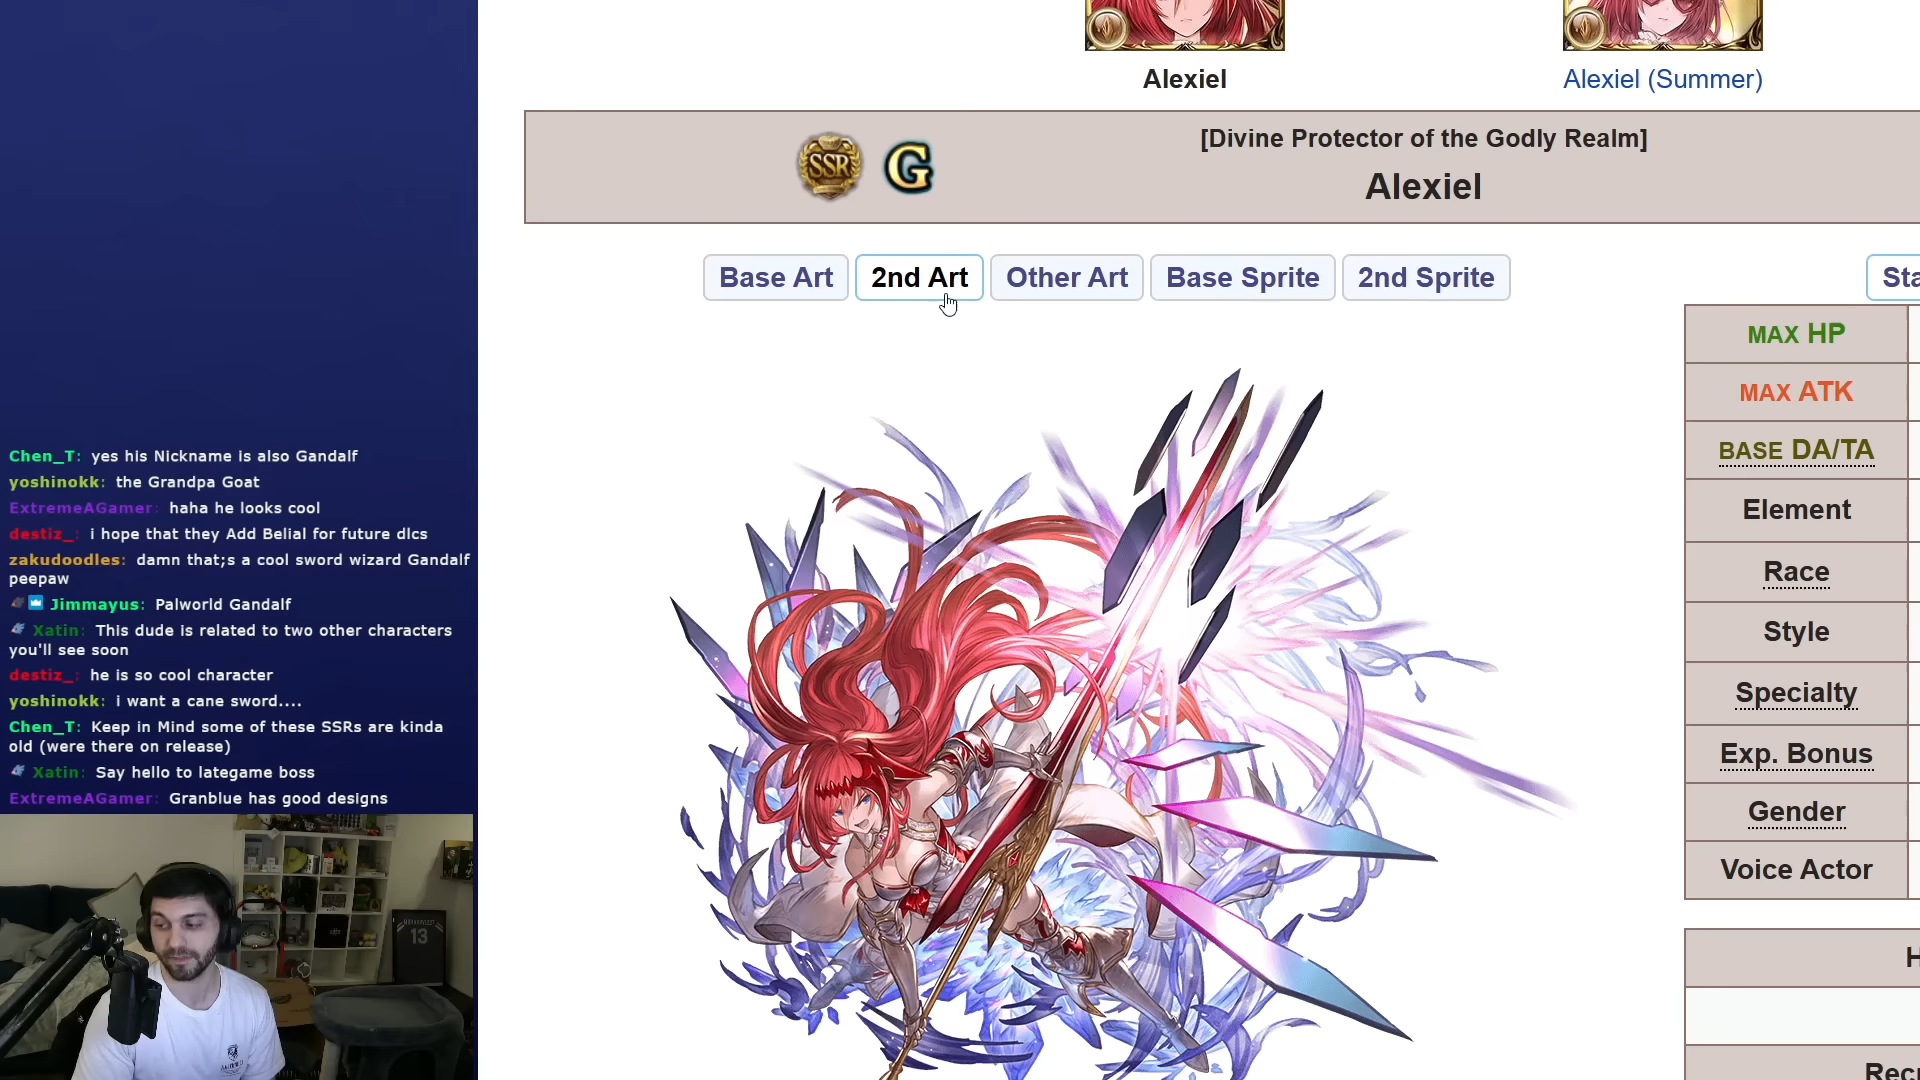 Alexiel
Alexiel (Summer)
SSR G
[Divine Protector of the Godly Realm]
Alexiel
Base Art
2nd Art
Other Art
Base Sprite
2nd Sprite
Sta
MAX HP
MAX ATK
BASE DA/TA
Element
Race
Style
Specialty
Exp. Bonus
Gender
Voice Actor
H
Recr
Chen_T: yes his Nickname is also Gandalf
yoshinokk: the Grandpa Goat
ExtremeAGamer: haha he looks cool
destiz_: i hope that they Add Belial for future dlcs
zakudoodles: damn that;s a cool sword wizard Gandalf
peepaw
Jimmayus: Palworld Gandalf
Xatin: This dude is related to two other characters
you'll see soon
destiz_: he is so cool character
yoshinokk: i want a cane sword....
Chen_T: Keep in Mind some of these SSRs are kinda
old (were there on release)
Xatin: Say hello to lategame boss
ExtremeAGamer: Granblue has good designs
13